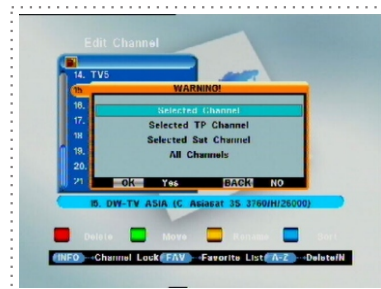 Edit Channel
14. TV5
15
WARNING!
16.
Selected Channel
17.
Selected TP Channel
18
Selected Sat Channel
19.
All Channels
20.
21
OK Yes BACK NO
15. DW-TV ASIA (C Asiasat 3S 3760/H/26000)
Delete Move Rename Sort
INFO Channel Lock FAV Favorite List A-Z Delete/N